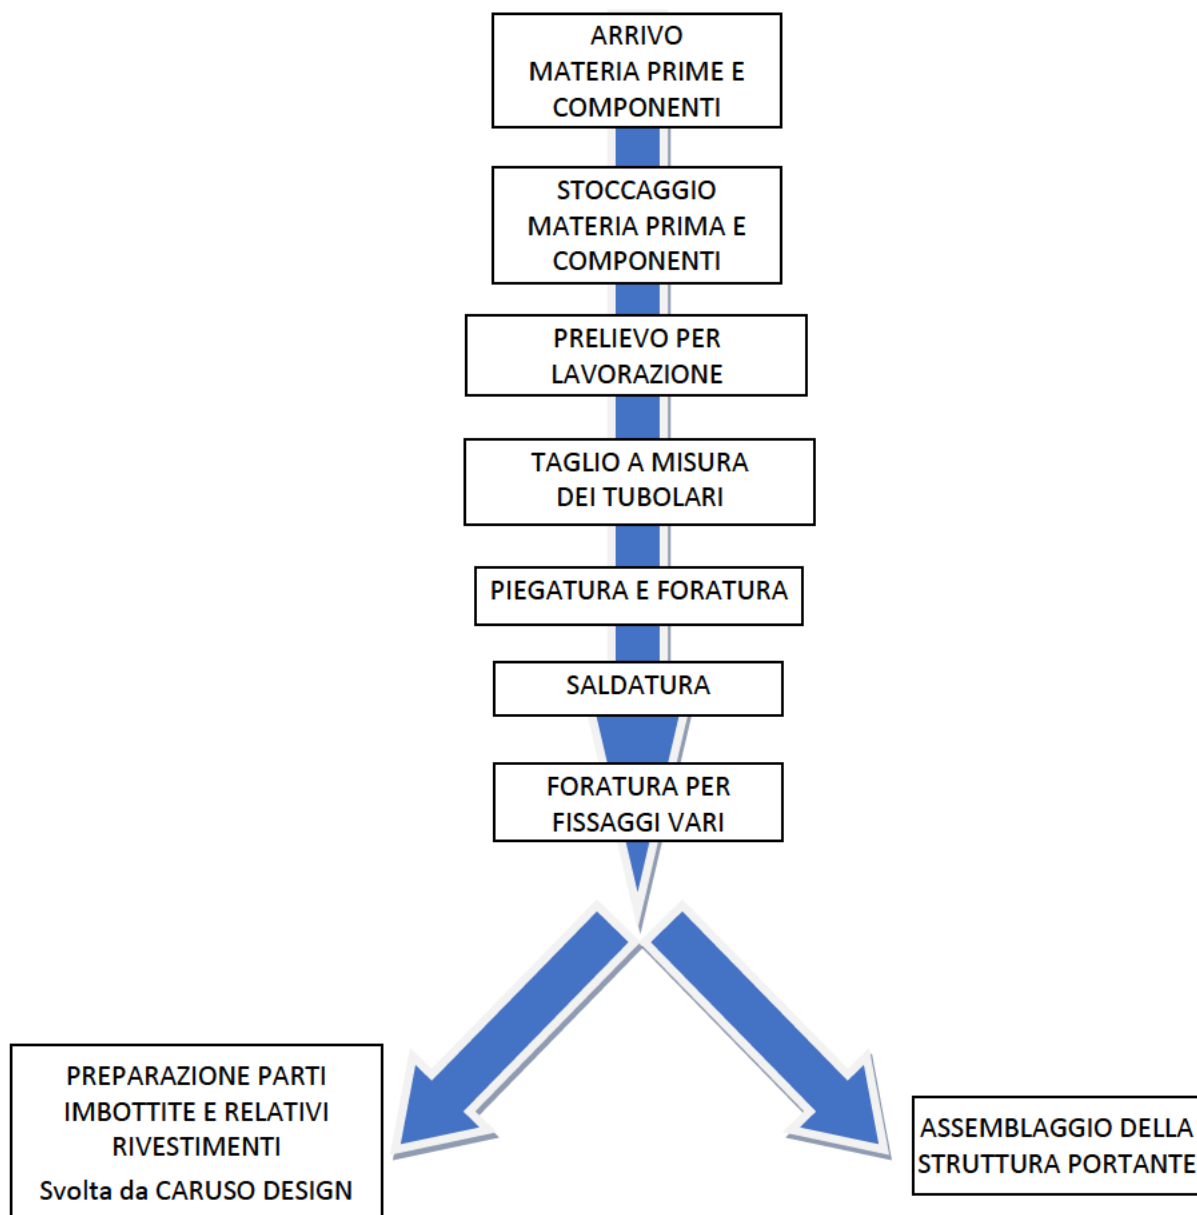 ARRIVO
MATERIA PRIME E
COMPONENTI
STOCCAGGIO
MATERIA PRIMA E
COMPONENTI
PRELIEVO PER
LAVORAZIONE
TAGLIO A MISURA
DEI TUBOLARI
PIEGATURA E FORATURA
SALDATURA
FORATURA PER
FISSAGGI VARI
PREPARAZIONE PARTI
IMBOTTITE E RELATIVI
RIVESTIMENTI
Svolta da CARUSO DESIGN
ASSEMBLAGGIO DELLA
STRUTTURA PORTANTE